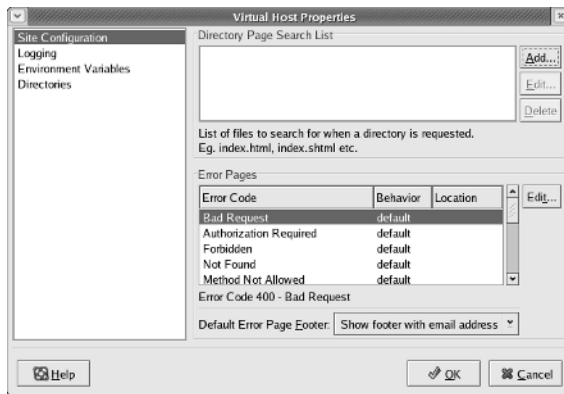 Virtual Host Properties
Site Configuration
Logging
Environment Variables
Directories
Directory Page Search List
Add...
Edit...
Delete
List of files to search for when a directory is requested.
Eg. index.html, index.shtml etc.
Error Pages
Error Code Behavior Location
Bad Request default
Authorization Required default
Forbidden default
Not Found default
Method Not Allowed default
Edit...
Error Code 400 - Bad Request
Default Error Page Footer: Show footer with email address
Help
OK
Cancel